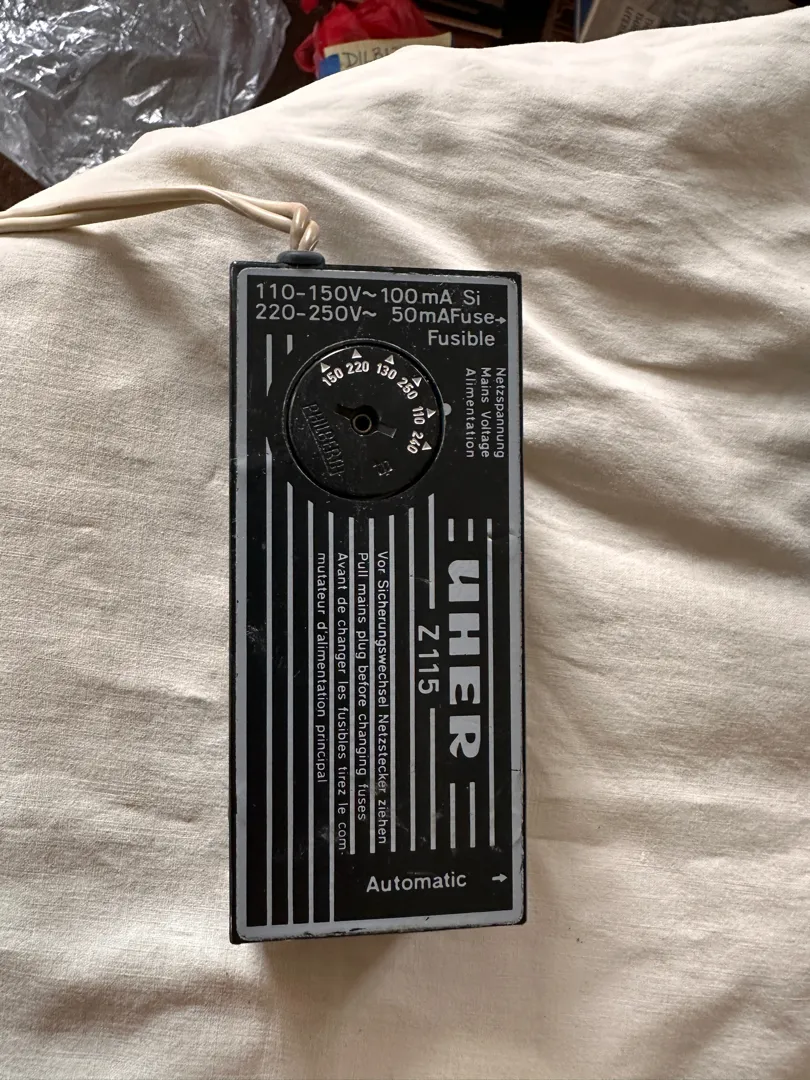 110-150V~ 100mA Si
220-250V~ 50mA Fuse→
Fusible
150 220 130 250 110 240
Netzspannung
Mains Voltage
Alimentation
UHER
Z 115
Vor Sicherungswechsel Netzstecker ziehen
Pull mains plug before changing fuses
Avant de changer les fusibles tirez le com-
mutateur d'alimentation principal
Automatic →